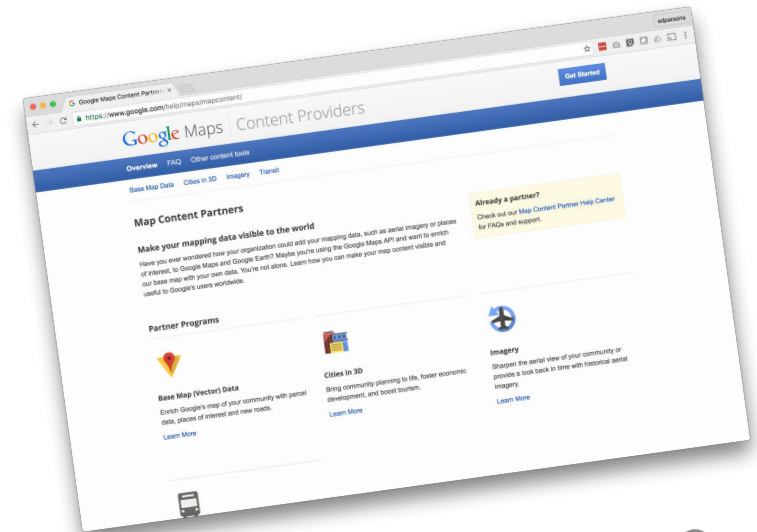 edparsons
Google Maps Content Partners ×
https://www.google.com/help/maps/mapcontent/
Google Maps Content Providers
Get Started
Overview FAQ Other content tools
Base Map Data Cities in 3D Imagery Transit
Map Content Partners
Make your mapping data visible to the world
Have you ever wondered how your organization could add your mapping data, such as aerial imagery or places
of interest, to Google Maps and Google Earth? Maybe you're using the Google Maps API and want to enrich
our base map with your own data. You're not alone. Learn how you can make your map content visible and
useful to Google's users worldwide.
Already a partner?
Check out our Map Content Partner Help Center
for FAQs and support.
Partner Programs
Base Map (Vector) Data
Enrich Google's map of your community with parcel
data, places of interest and new roads.
Learn More
Cities in 3D
Bring community planning to life, foster economic
development, and boost tourism.
Learn More
Imagery
Sharpen the aerial view of your community or
provide a look back in time with historical aerial
imagery.
Learn More